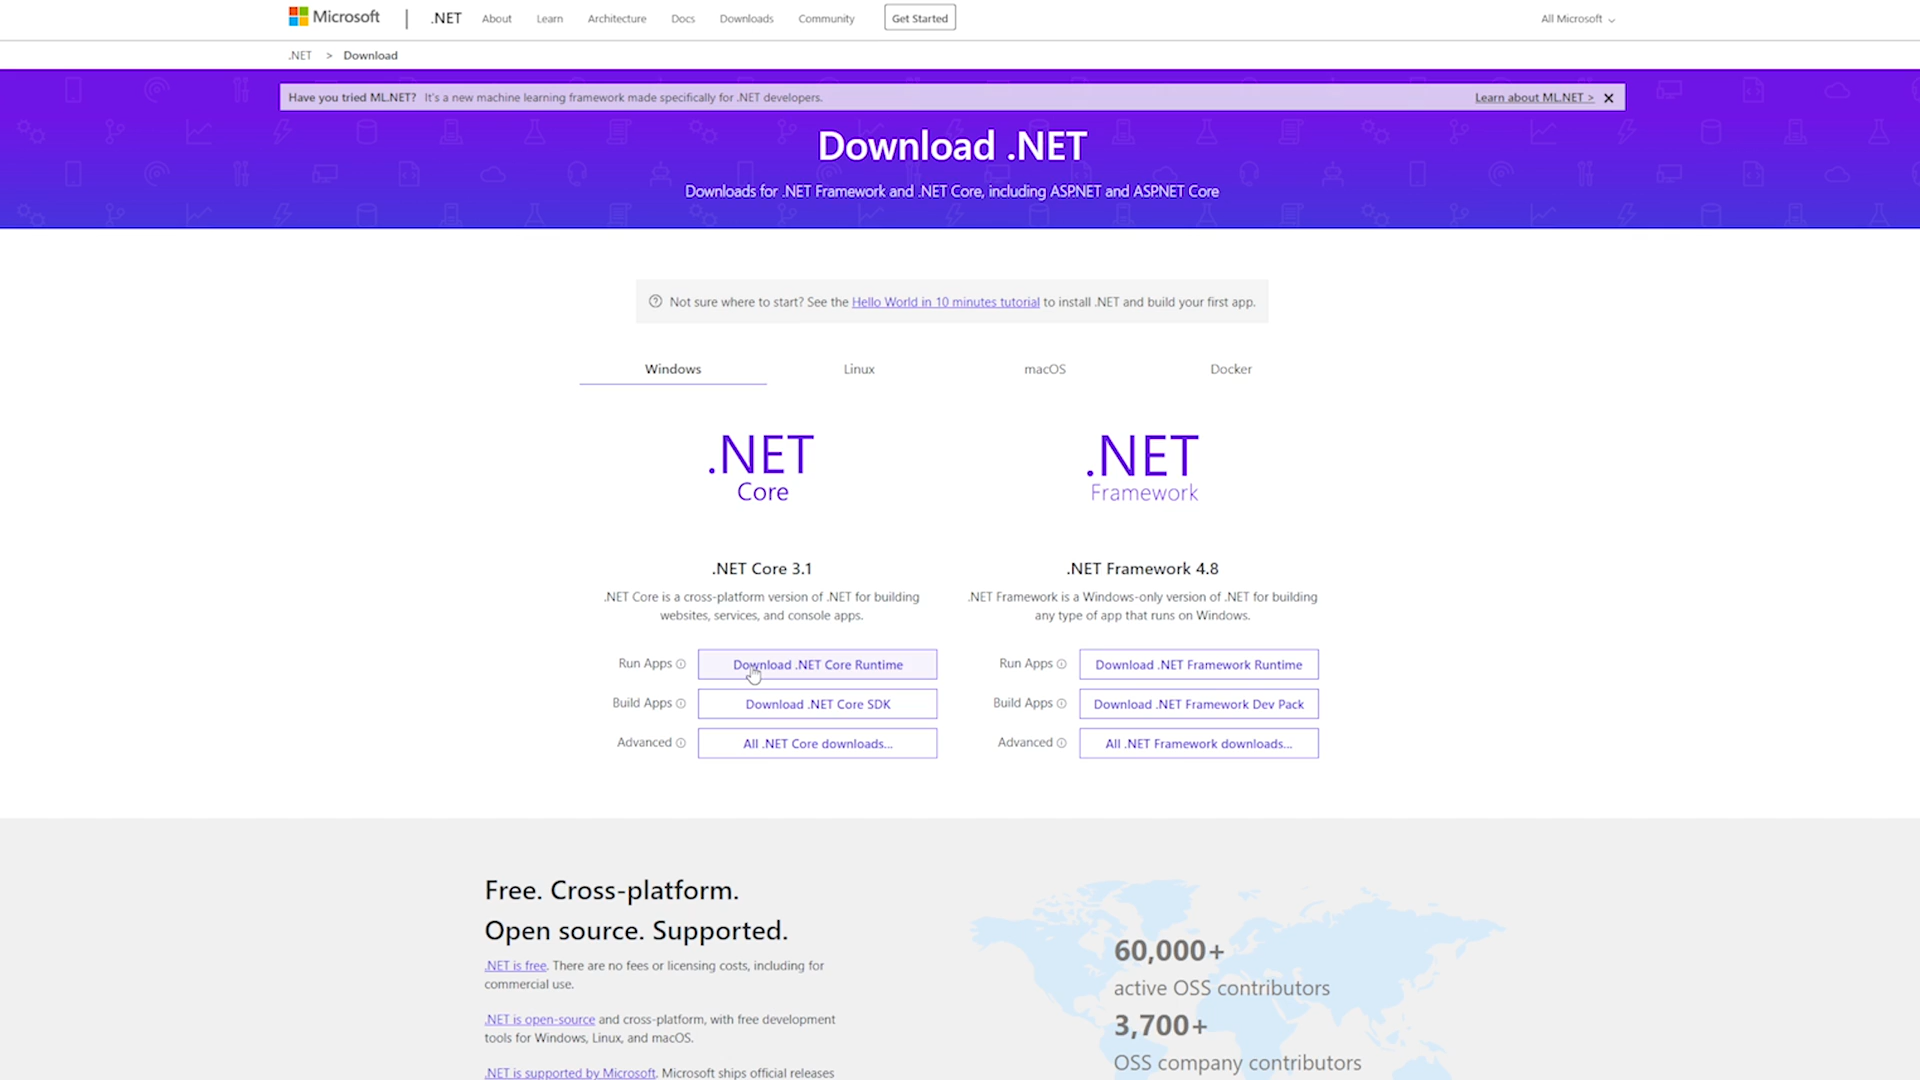 Microsoft | .NET About Learn Architecture Docs Downloads Community Get Started All Microsoft
.NET > Download
Have you tried ML.NET? It's a new machine learning framework made specifically for .NET developers. Learn about ML.NET >
Download .NET
Downloads for .NET Framework and .NET Core, including ASP.NET and ASP.NET Core
Not sure where to start? See the Hello World in 10 minutes tutorial to install .NET and build your first app.
Windows Linux macOS Docker
.NET
Core
.NET
Framework
.NET Core 3.1
.NET Core is a cross-platform version of .NET for building
websites, services, and console apps.
Run Apps Download .NET Core Runtime
Build Apps Download .NET Core SDK
Advanced All .NET Core downloads...
.NET Framework 4.8
.NET Framework is a Windows-only version of .NET for building
any type of app that runs on Windows.
Run Apps Download .NET Framework Runtime
Build Apps Download .NET Framework Dev Pack
Advanced All .NET Framework downloads...
Free. Cross-platform.
Open source. Supported.
.NET is free. There are no fees or licensing costs, including for
commercial use.
.NET is open-source and cross-platform, with free development
tools for Windows, Linux, and macOS.
.NET is supported by Microsoft. Microsoft ships official releases
60,000+
active OSS contributors
3,700+
OSS company contributors